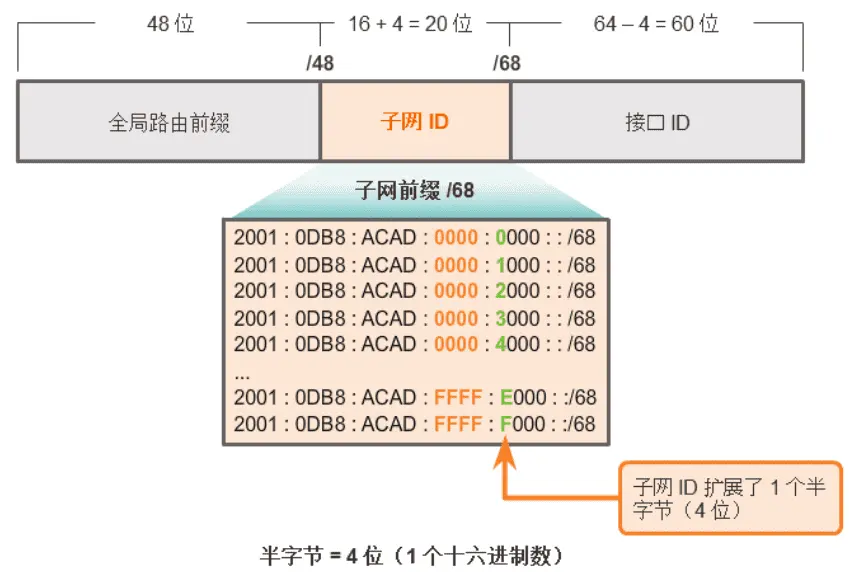 48 位
16 + 4 = 20 位
64 – 4 = 60 位
/48
/68
全局路由前缀
子网 ID
接口 ID
子网前缀 /68
2001 : 0DB8 : ACAD : 0000 : 0000 : : /68
2001 : 0DB8 : ACAD : 0000 : 1000 : : /68
2001 : 0DB8 : ACAD : 0000 : 2000 : : /68
2001 : 0DB8 : ACAD : 0000 : 3000 : : /68
2001 : 0DB8 : ACAD : 0000 : 4000 : : /68
...
2001 : 0DB8 : ACAD : FFFF : E000 : :/68
2001 : 0DB8 : ACAD : FFFF : F000 : :/68
子网 ID 扩展了 1 个半
字节（4 位）
半字节 = 4 位（1 个十六进制数）